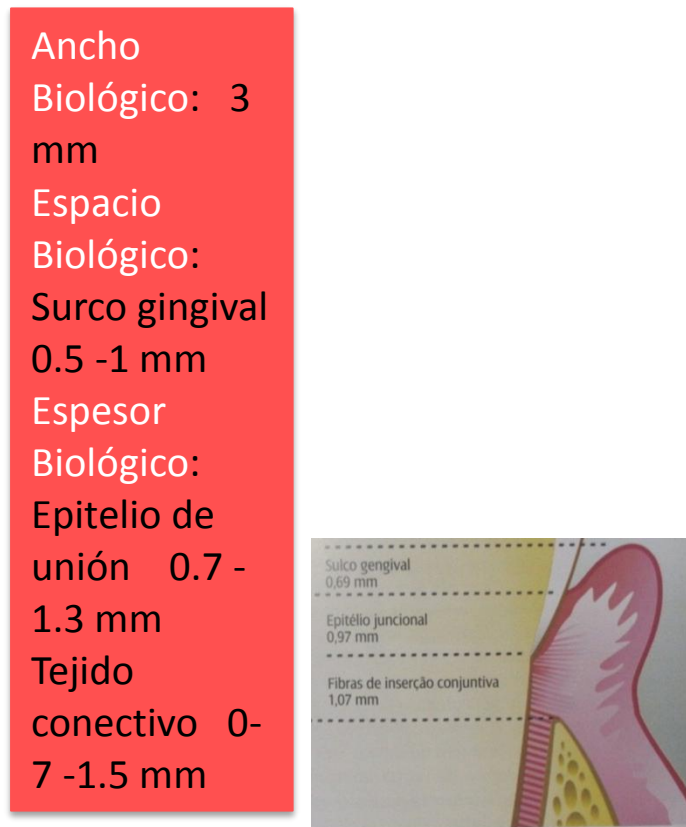 Ancho
Biológico: 3
mm
Espacio
Biológico:
Surco gingival
0.5 -1 mm
Espesor
Biológico:
Epitelio de
unión 0.7 -
1.3 mm
Tejido
conectivo 0-
7 -1.5 mm
Sulco gengival
0,69 mm
Epitélio juncional
0,97 mm
Fibras de inserção conjuntiva
1,07 mm